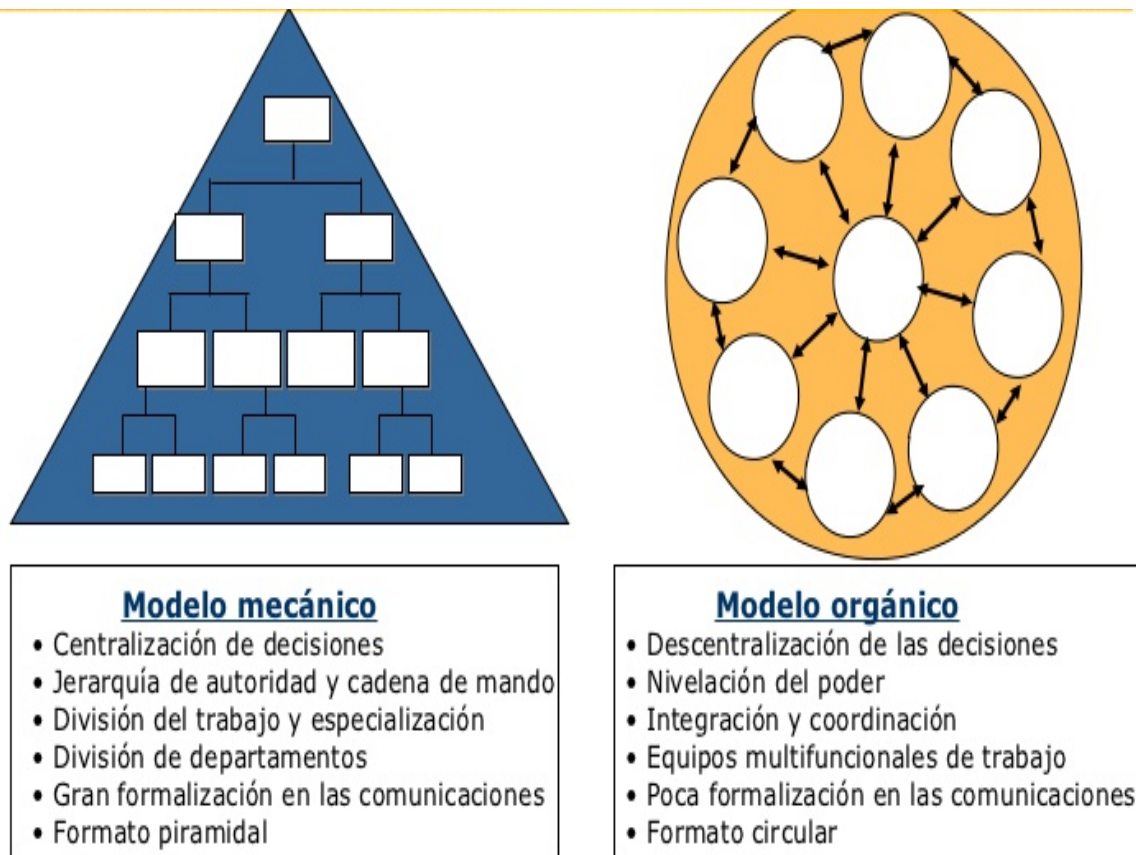 Modelo mecánico
• Centralización de decisiones
• Jerarquía de autoridad y cadena de mando
• División del trabajo y especialización
• División de departamentos
• Gran formalización en las comunicaciones
• Formato piramidal
Modelo orgánico
• Descentralización de las decisiones
• Nivelación del poder
• Integración y coordinación
• Equipos multifuncionales de trabajo
• Poca formalización en las comunicaciones
• Formato circular